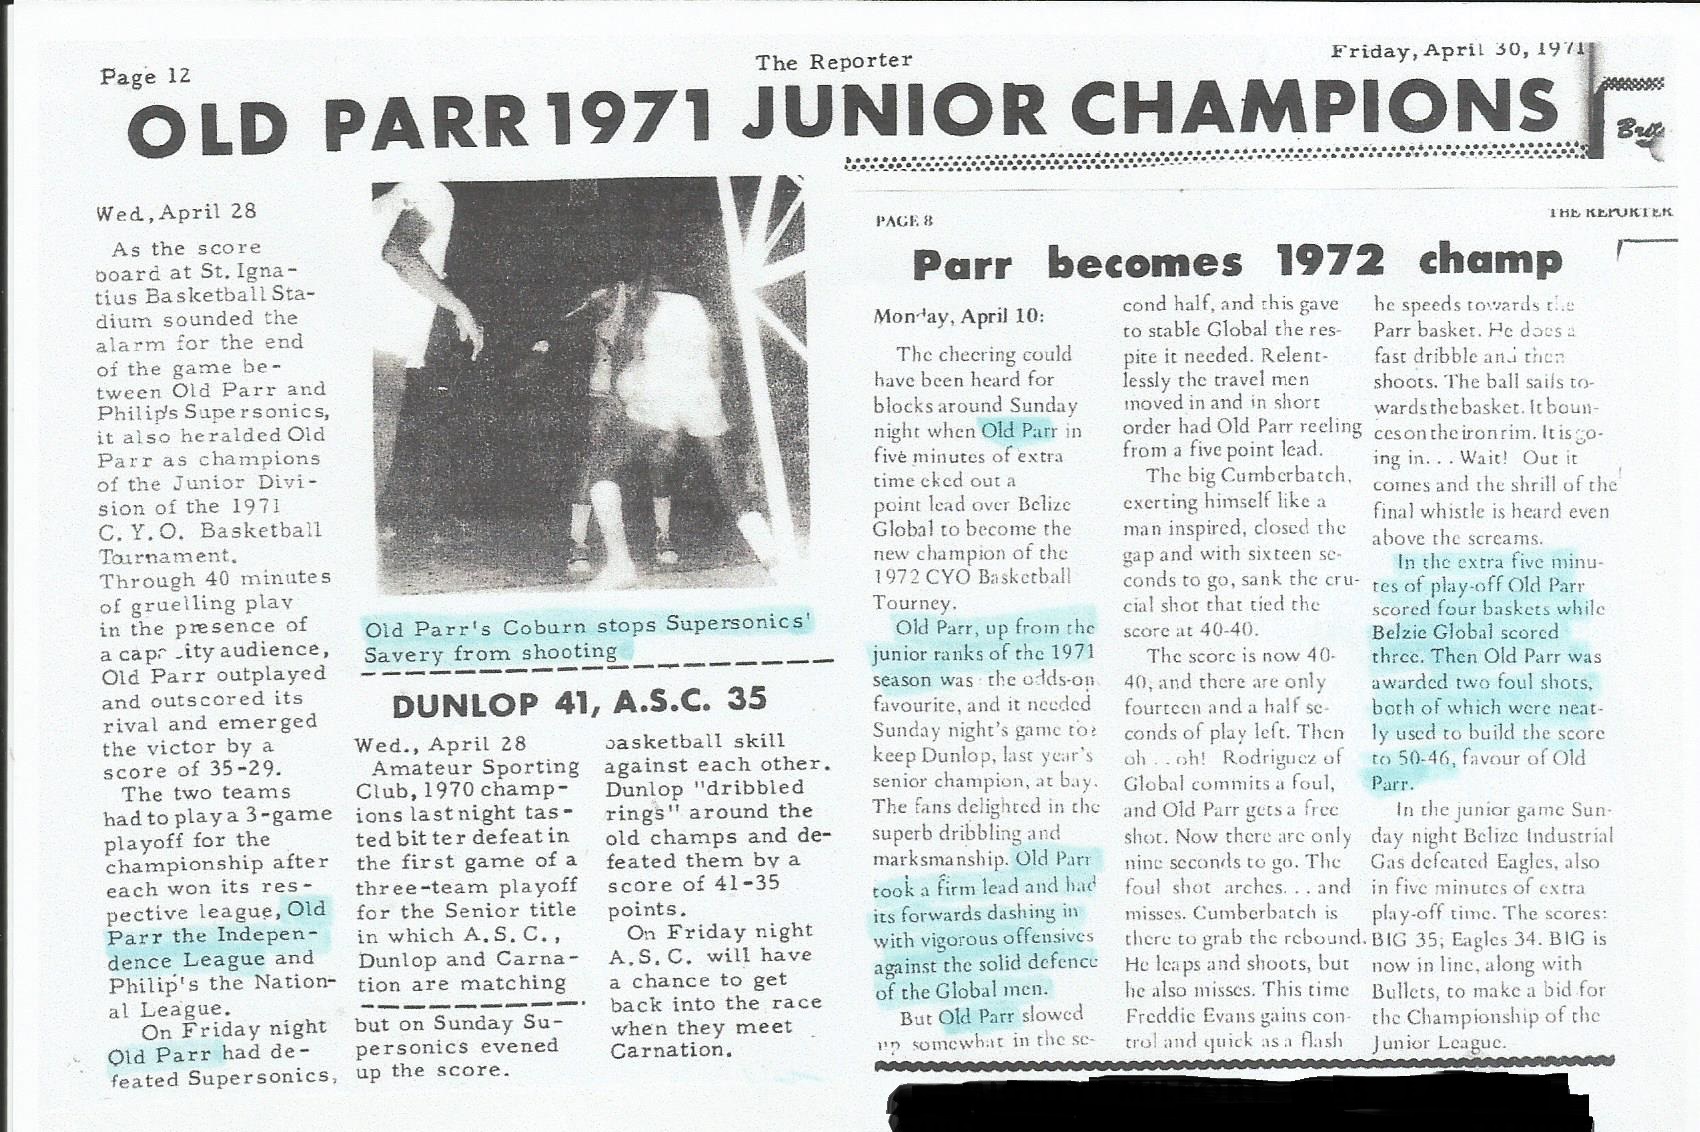 Page 12
The Reporter
Friday, April 30, 1971
OLD PARR 1971 JUNIOR CHAMPIONS
Wed., April 28
As the score
board at St. Igna-
tius Basketball Sta-
dium sounded the
alarm for the end
of the game be-
tween Old Parr and
Philip's Supersonics,
it also heralded Old
Parr as champions
of the Junior Divi-
sion of the 1971
C. Y. O. Basketball
Tournament.
Through 40 minutes
of gruelling play
in the presence of
a capacity audience,
Old Parr outplayed
and outscored its
rival and emerged
the victor by a
score of 35-29.
The two teams
had to play a 3-game
playoff for the
championship after
each won its res-
pective league, Old
Parr the Indepen-
dence League and
Philip's the Nation-
al League.
On Friday night
Old Parr had de-
feated Supersonics,
but on Sunday Su-
personics evened
up the score.
Old Parr's Coburn stops Supersonics'
Savery from shooting
DUNLOP 41, A.S.C. 35
Wed., April 28
Amateur Sporting
Club, 1970 champ-
ions last night tas-
ted bitter defeat in
the first game of a
three-team playoff
for the Senior title
in which A. S. C.,
Dunlop and Carna-
tion are matching
basketball skill
against each other.
Dunlop "dribbled
rings" around the
old champs and de-
feated them by a
score of 41-35
points.
On Friday night
A. S. C. will have
a chance to get
back into the race
when they meet
Carnation.
PAGE 8
THE REPORTER
Parr becomes 1972 champ
Monday, April 10:
The cheering could
have been heard for
blocks around Sunday
night when Old Parr in
five minutes of extra
time eked out a
point lead over Belize
Global to become the
new champion of the
1972 CYO Basketball
Tourney.
Old Parr, up from the
junior ranks of the 1971
season was the odds-on
favourite, and it needed
Sunday night's game to
keep Dunlop, last year's
senior champion, at bay.
The fans delighted in the
superb dribbling and
marksmanship. Old Parr
took a firm lead and had
its forwards dashing in
with vigorous offensives
against the solid defence
of the Global men.
But Old Parr slowed
up somewhat in the se-
cond half, and this gave
to stable Global the res-
pite it needed. Relent-
lessly the travel men
moved in and in short
order had Old Parr reeling
from a five point lead.
The big Cumberbatch,
exerting himself like a
man inspired, closed the
gap and with sixteen se-
conds to go, sank the cru-
cial shot that tied the
score at 40-40.
The score is now 40-
40, and there are only
fourteen and a half se-
conds of play left. Then
oh . . oh! Rodriguez of
Global commits a foul,
and Old Parr gets a free
shot. Now there are only
nine seconds to go. The
foul shot arches. . . and
misses. Cumberbatch is
there to grab the rebound.
He leaps and shoots, but
he also misses. This time
Freddie Evans gains con-
trol and quick as a flash
he speeds towards the
Parr basket. He does a
fast dribble and then
shoots. The ball sails to-
wards the basket. It boun-
ces on the iron rim. It is go-
ing in. . . Wait! Out it
comes and the shrill of the
final whistle is heard even
above the screams.
In the extra five minu-
tes of play-off Old Parr
scored four baskets while
Belzie Global scored
three. Then Old Parr was
awarded two foul shots,
both of which were neat-
ly used to build the score
to 50-46, favour of Old
Parr.
In the junior game Sun-
day night Belize Industrial
Gas defeated Eagles, also
in five minutes of extra
play-off time. The scores:
BIG 35; Eagles 34. BIG is
now in line, along with
Bullets, to make a bid for
the Championship of the
Junior League.